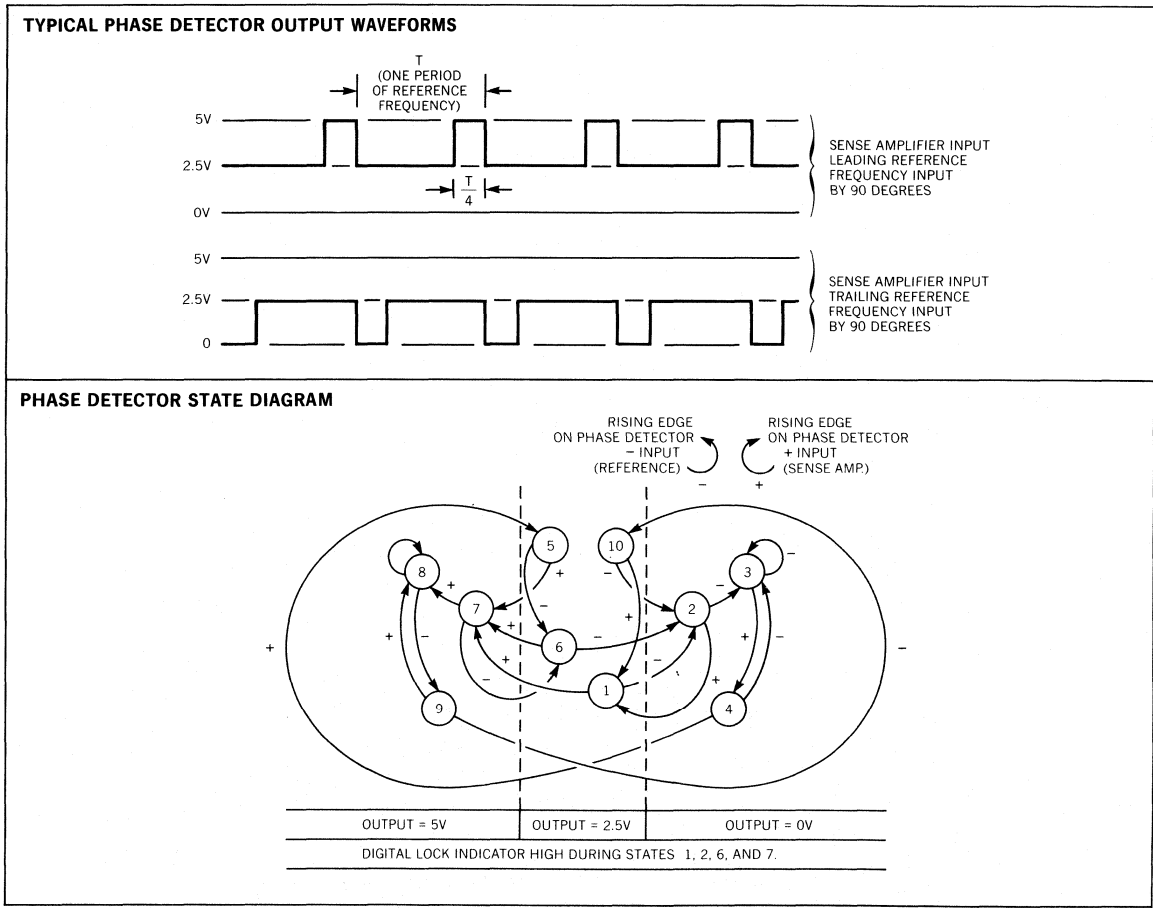 TYPICAL PHASE DETECTOR OUTPUT WAVEFORMS
T
(ONE PERIOD
OF REFERENCE
FREQUENCY)
5V
2.5V
0V
T
4
SENSE AMPLIFIER INPUT
LEADING REFERENCE
FREQUENCY INPUT
BY 90 DEGREES
5V
2.5V
0
SENSE AMPLIFIER INPUT
TRAILING REFERENCE
FREQUENCY INPUT
BY 90 DEGREES
PHASE DETECTOR STATE DIAGRAM
RISING EDGE
ON PHASE DETECTOR
− INPUT
(REFERENCE)
−
RISING EDGE
ON PHASE DETECTOR
+ INPUT
(SENSE AMP.)
+
5
10
8
3
−
+
+
−
−
7
2
−
+
+
6
−
+
+
−
+
−
+
−
+
−
−
1
+
9
4
+
−
OUTPUT = 5V
OUTPUT = 2.5V
OUTPUT = 0V
DIGITAL LOCK INDICATOR HIGH DURING STATES 1, 2, 6, AND 7.